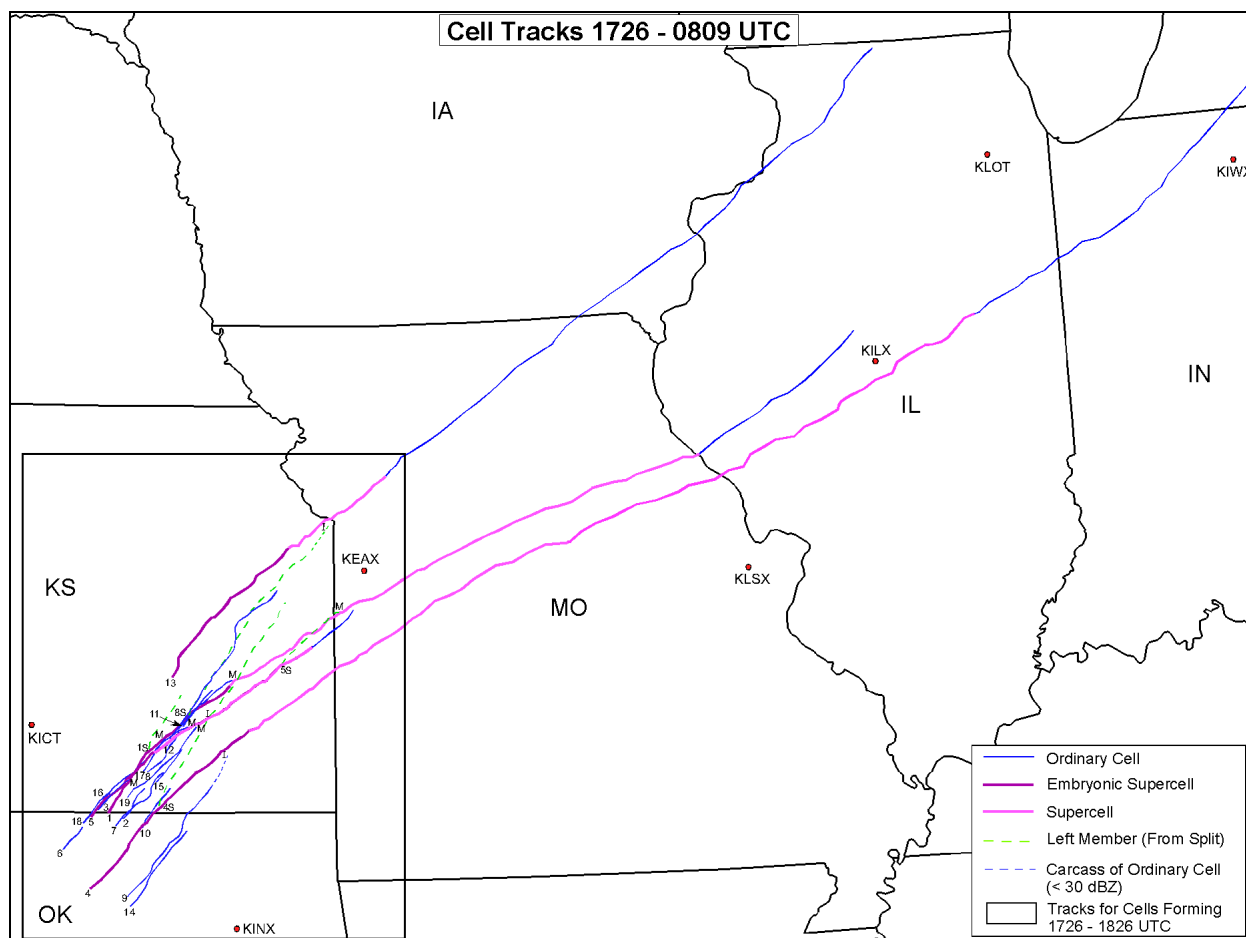 Cell Tracks 1726 - 0809 UTC
IA
KLOT
KIWX
KILX
IN
IL
KEAX
KS
MO
KLSX
I
M
5S
13
M
8S
I
11
M
M
KICT
M
1S
12
I
178
M
15
16
19
3
4S
18
5
1
7
2
10
6
4
9
14
OK
KINX
Ordinary Cell
Embryonic Supercell
Supercell
Left Member (From Split)
Carcass of Ordinary Cell
(< 30 dBZ)
Tracks for Cells Forming
1726 - 1826 UTC